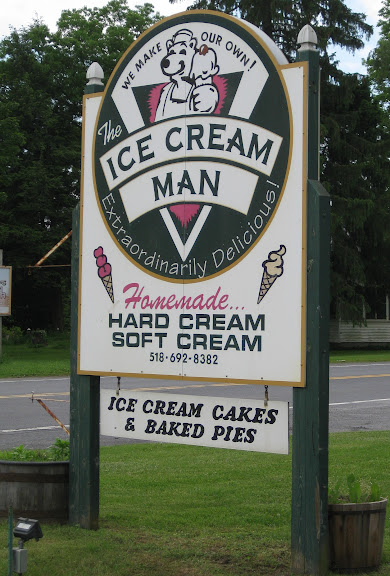 WE MAKE OUR OWN!
The
ICE CREAM
MAN
Extraordinarily Delicious!
Homemade...
HARD CREAM
SOFT CREAM
518-692-8382
ICE CREAM CAKES
& BAKED PIES